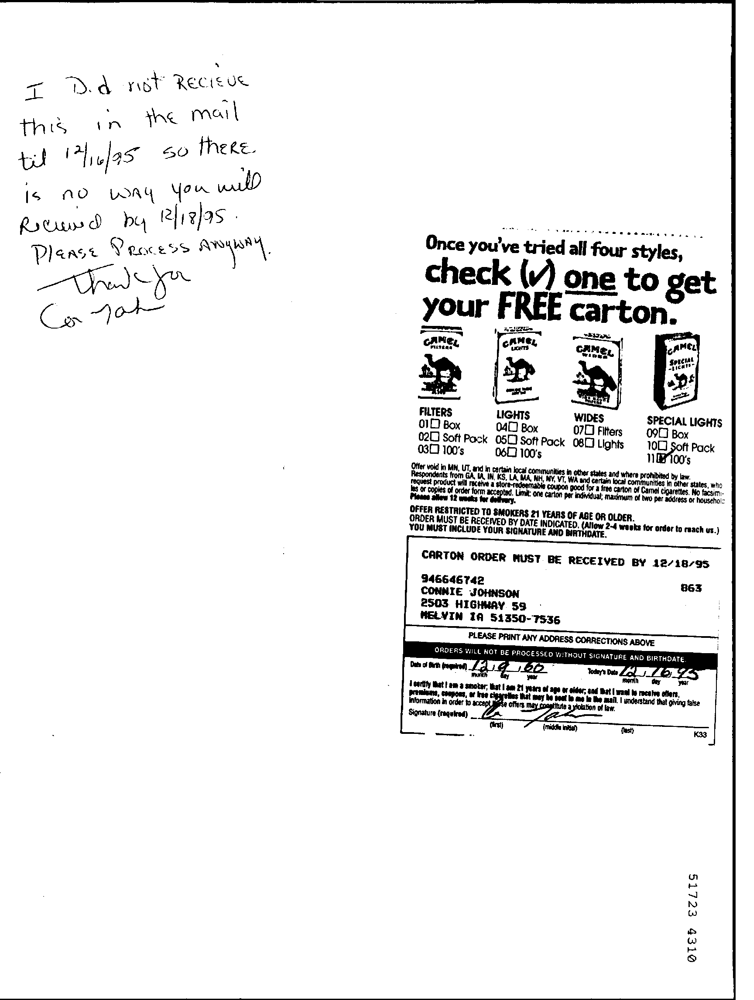 I Did not RECIEVE
this in the mail
til 12/16/95 so theRE
is no way you will
Recieved by 12/18/95.
PlEASE PROCESS ANYWAY.
Thank You
Once you've tried all four styles,
check (✓) one to get
your FREE carton.
CAMEL
FILTERS
CAMEL
LIGHTS
CAMEL
WIDES
CAMEL
SPECIAL
LIGHTS
FILTERS
01☐ Box
02☐ Soft Pack
03☐ 100's
LIGHTS
04☐ Box
05☐ Soft Pack
06☐ 100's
WIDES
07☐ Filters
08☐ Lights
SPECIAL LIGHTS
09☐ Box
10☐ Soft Pack
11☑ 100's
Offer void in MN, UT, and in certain local communities in other states and where prohibited by law.
Respondents from GA, IA, IN, KS, LA, MA, NH, NY, VT, WA and certain local communities in other states, who
request product will receive a store-redeemable coupon good for a free carton of Camel cigarettes. No facsimi-
les or copies of order form accepted. Limit: one carton per individual; maximum of two per address or household.
Please allow 12 weeks for delivery.
OFFER RESTRICTED TO SMOKERS 21 YEARS OF AGE OR OLDER.
ORDER MUST BE RECEIVED BY DATE INDICATED. (Allow 2-4 weeks for order to reach us.)
YOU MUST INCLUDE YOUR SIGNATURE AND BIRTHDATE.
CARTON ORDER MUST BE RECEIVED BY 12/18/95
946646742 B63
CONNIE JOHNSON
2503 HIGHWAY 59
MELVIN IA 51350-7536
PLEASE PRINT ANY ADDRESS CORRECTIONS ABOVE
ORDERS WILL NOT BE PROCESSED WITHOUT SIGNATURE AND BIRTHDATE.
Date of Birth (required) 12 9 60 Today's Date 12 16 95
month day year month day year
I certify that I am a smoker; that I am 21 years of age or older; and that I want to receive offers,
premiums, coupons, or free cigarettes that may be sent to me in the mail. I understand that giving false
information in order to accept these offers may constitute a violation of law.
Signature (required)
(first) (middle initial) (last)
K33
51723 4310